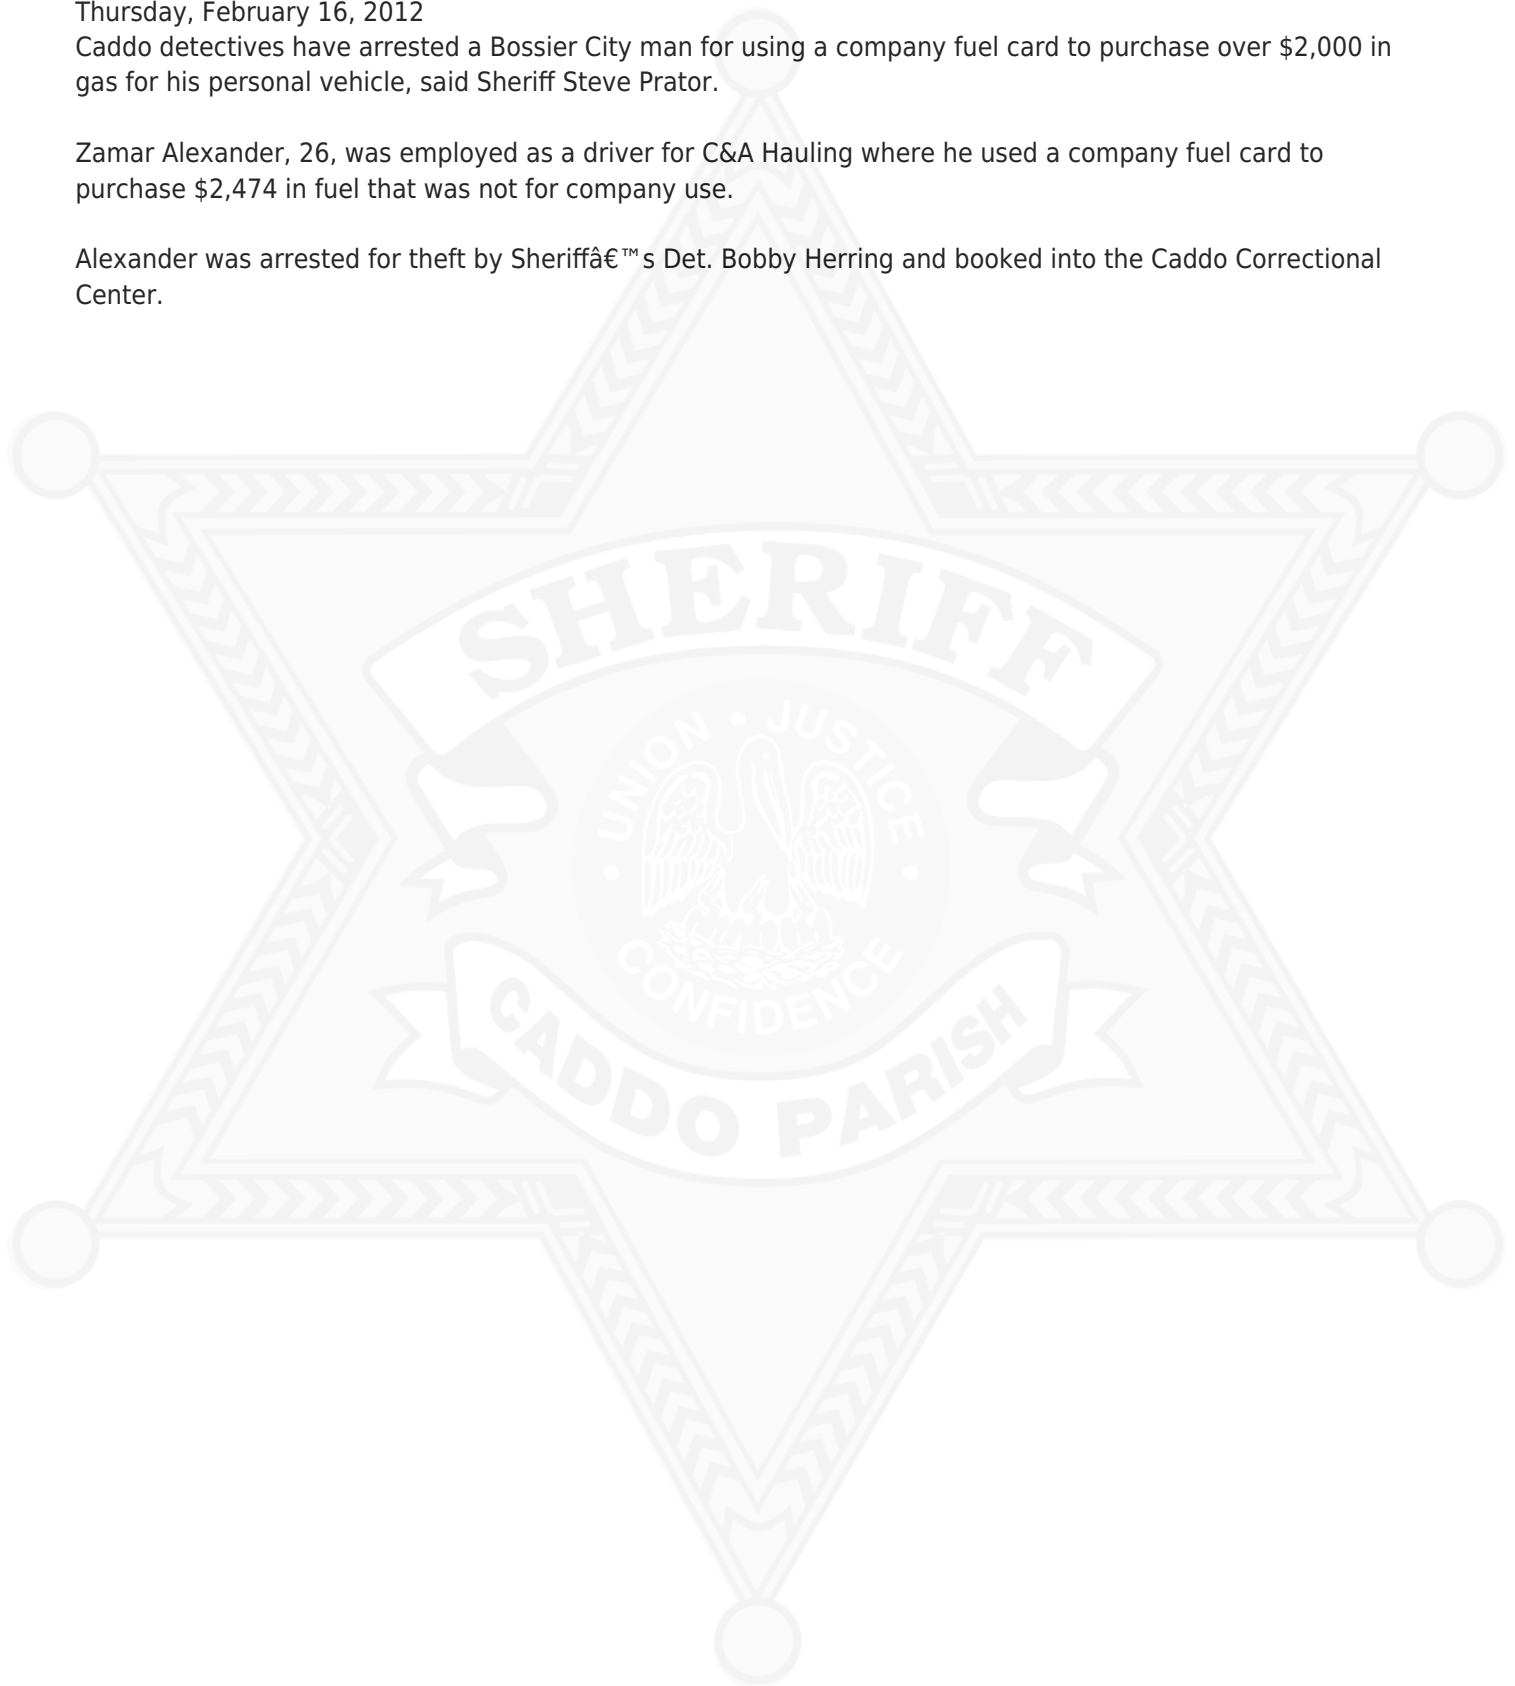 Thursday, February 16, 2012
Caddo detectives have arrested a Bossier City man for using a company fuel card to purchase over $2,000 in
gas for his personal vehicle, said Sheriff Steve Prator.
Zamar Alexander, 26, was employed as a driver for C&A Hauling where he used a company fuel card to
purchase $2,474 in fuel that was not for company use.
Alexander was arrested for theft by Sheriffâ€™s Det. Bobby Herring and booked into the Caddo Correctional
Center.
SHERIFF
UNION • JUSTICE
• CONFIDENCE •
CADDO PARISH